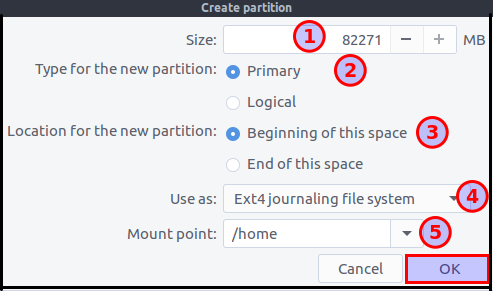 Create partition
Size: 1 82271 − + MB
Type for the new partition: Primary 2
Logical
Location for the new partition: Beginning of this space 3
End of this space
Use as: Ext4 journaling file system 4
Mount point: /home 5
Cancel OK